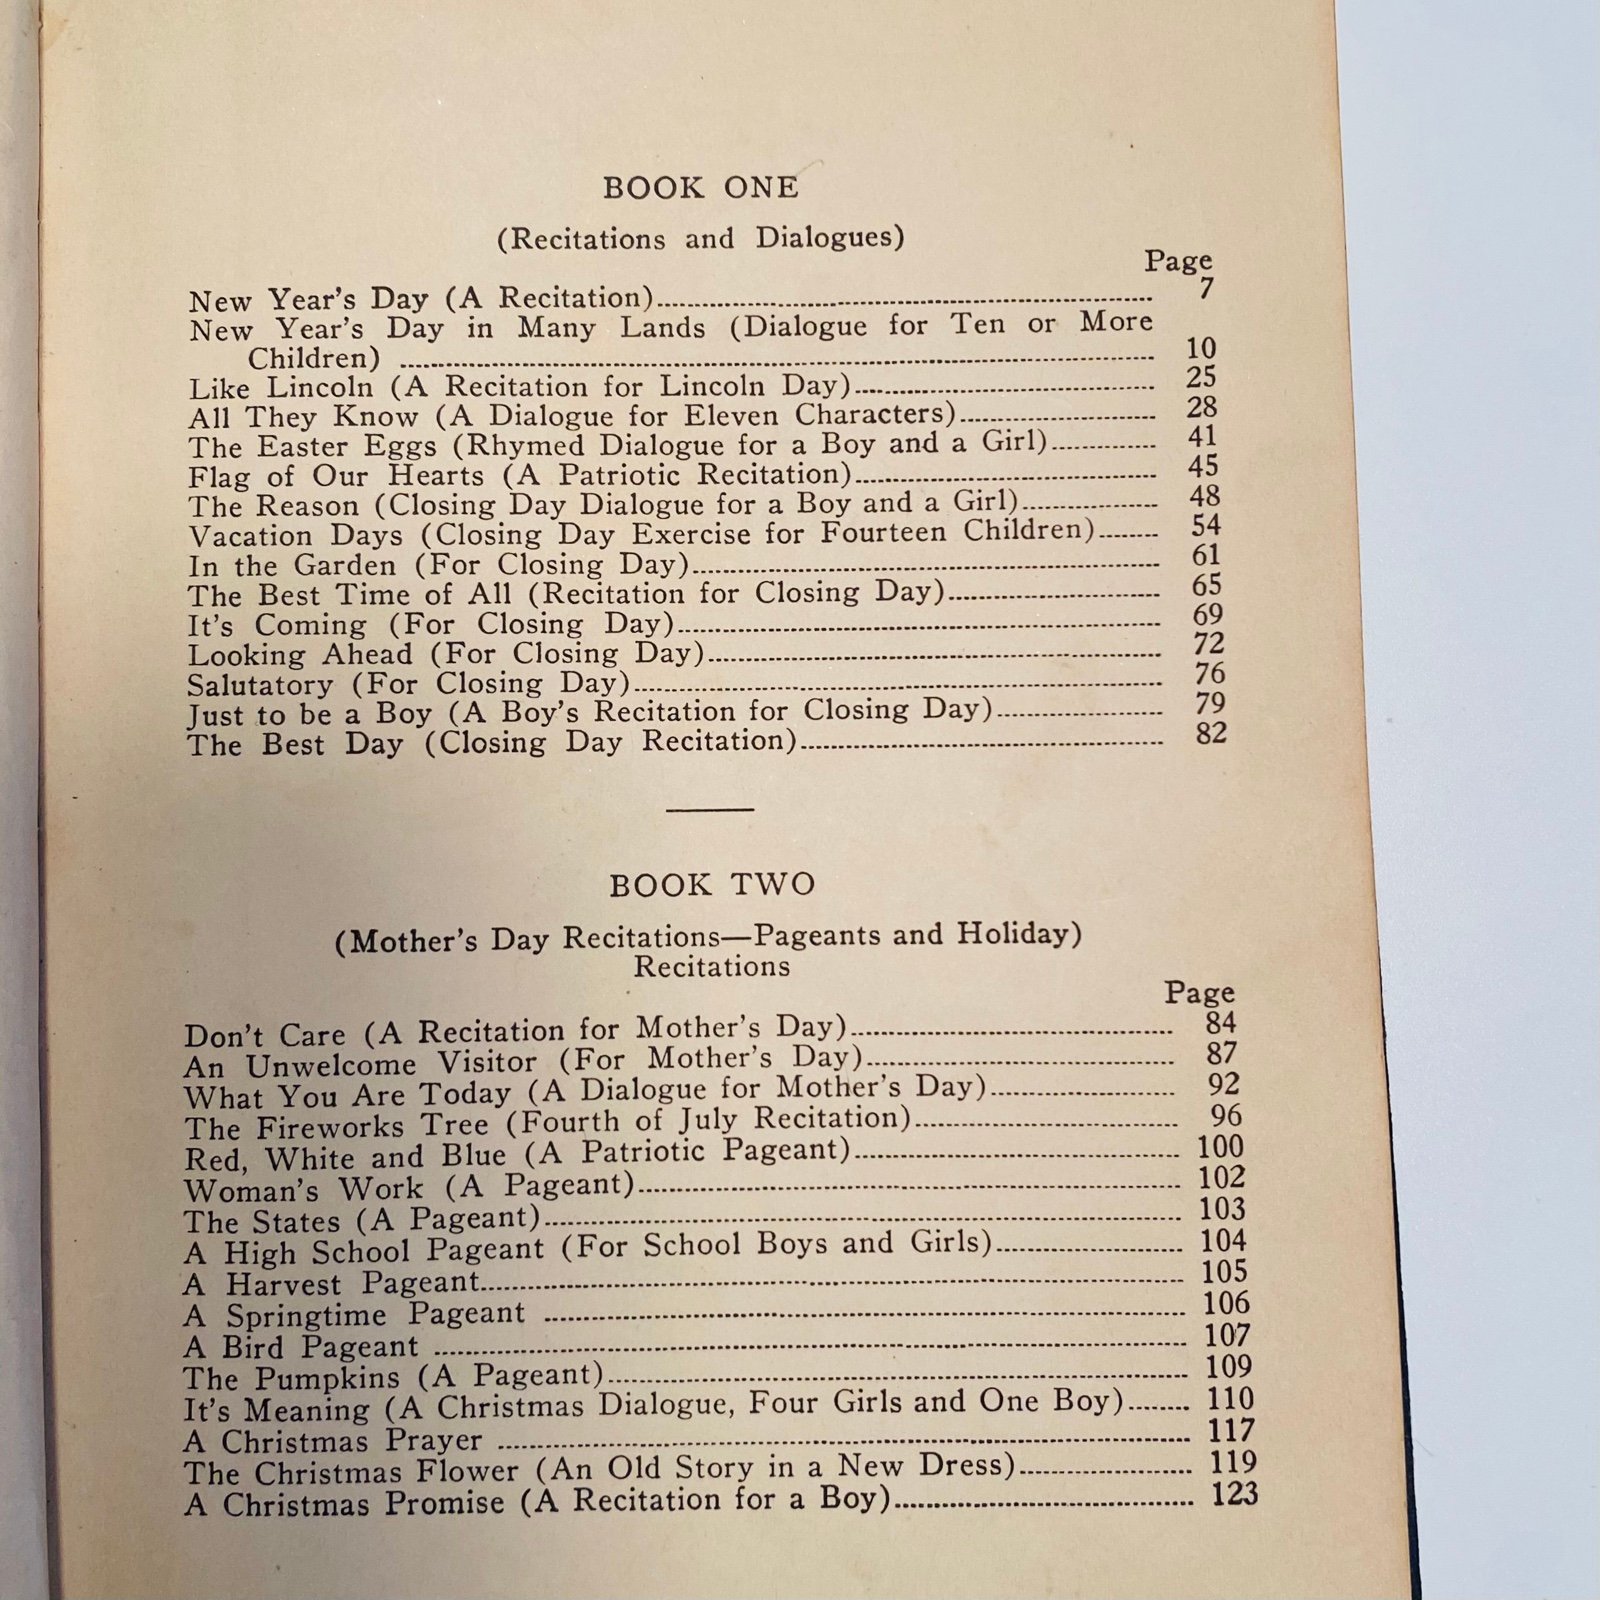 BOOK ONE
(Recitations and Dialogues)
Page
New Year's Day (A Recitation) 7
New Year's Day in Many Lands (Dialogue for Ten or More
Children) 10
Like Lincoln (A Recitation for Lincoln Day) 25
All They Know (A Dialogue for Eleven Characters) 28
The Easter Eggs (Rhymed Dialogue for a Boy and a Girl) 41
Flag of Our Hearts (A Patriotic Recitation) 45
The Reason (Closing Day Dialogue for a Boy and a Girl) 48
Vacation Days (Closing Day Exercise for Fourteen Children) 54
In the Garden (For Closing Day) 61
The Best Time of All (Recitation for Closing Day) 65
It's Coming (For Closing Day) 69
Looking Ahead (For Closing Day) 72
Salutatory (For Closing Day) 76
Just to be a Boy (A Boy's Recitation for Closing Day) 79
The Best Day (Closing Day Recitation) 82
BOOK TWO
(Mother's Day Recitations—Pageants and Holiday)
Recitations
Page
Don't Care (A Recitation for Mother's Day) 84
An Unwelcome Visitor (For Mother's Day) 87
What You Are Today (A Dialogue for Mother's Day) 92
The Fireworks Tree (Fourth of July Recitation) 96
Red, White and Blue (A Patriotic Pageant) 100
Woman's Work (A Pageant) 102
The States (A Pageant) 103
A High School Pageant (For School Boys and Girls) 104
A Harvest Pageant 105
A Springtime Pageant 106
A Bird Pageant 107
The Pumpkins (A Pageant) 109
It's Meaning (A Christmas Dialogue, Four Girls and One Boy) 110
A Christmas Prayer 117
The Christmas Flower (An Old Story in a New Dress) 119
A Christmas Promise (A Recitation for a Boy) 123